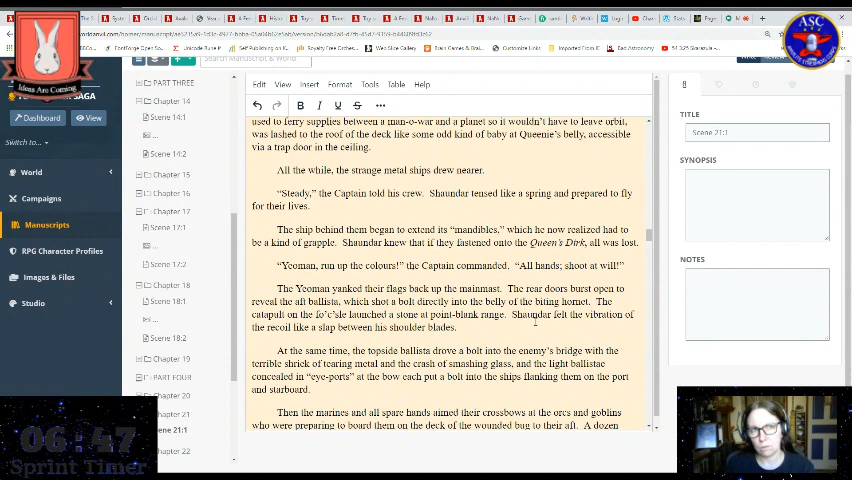 Ideas Are Coming
SAGA
Dashboard
View
Switch to...
World
Campaigns
Manuscripts
RPG Character Profiles
Images & Files
Studio
06:47
Sprint Timer
Search Manuscript & World
PART THREE
Chapter 14
Scene 14:1
...
Scene 14:2
Chapter 15
Chapter 16
Chapter 17
Scene 17:1
...
Scene 17:2
Chapter 18
Scene 18:1
...
Scene 18:2
Chapter 19
PART FOUR
Chapter 20
Chapter 21
Scene 21:1
Chapter 22
Edit View Insert Format Tools Table Help
B I U S
used to ferry supplies between a man-o-war and a planet so it wouldn't have to leave orbit,
was lashed to the roof of the deck like some odd kind of baby at Queenie's belly, accessible
via a trap door in the ceiling.
All the while, the strange metal ships drew nearer.
“Steady,” the Captain told his crew. Shaundar tensed like a spring and prepared to fly
for their lives.
The ship behind them began to extend its “mandibles,” which he now realized had to
be a kind of grapple. Shaundar knew that if they fastened onto the Queen's Dirk, all was lost.
“Yeoman, run up the colours!” the Captain commanded. “All hands; shoot at will!”
The Yeoman yanked their flags back up the mainmast. The rear doors burst open to
reveal the aft ballista, which shot a bolt directly into the belly of the biting hornet. The
catapult on the fo'c'sle launched a stone at point-blank range. Shaundar felt the vibration of
the recoil like a slap between his shoulder blades.
At the same time, the topside ballista drove a bolt into the enemy's bridge with the
terrible shriek of tearing metal and the crash of smashing glass, and the light ballistae
concealed in “eye-ports” at the bow each put a bolt into the ships flanking them on the port
and starboard.
Then the marines and all spare hands aimed their crossbows at the orcs and goblins
who were preparing to board them on the deck of the wounded bug to their aft. A dozen
TITLE
Scene 21:1
SYNOPSIS
NOTES
ASC